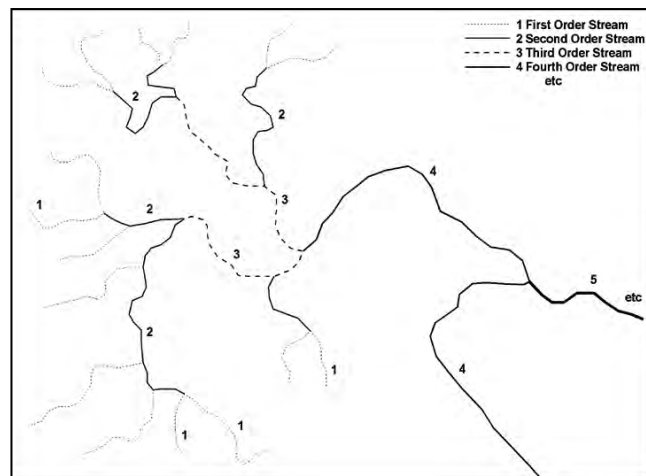 1 First Order Stream
2 Second Order Stream
3 Third Order Stream
4 Fourth Order Stream
etc
2
2
4
1
2
3
3
5
etc
2
1
4
1
1